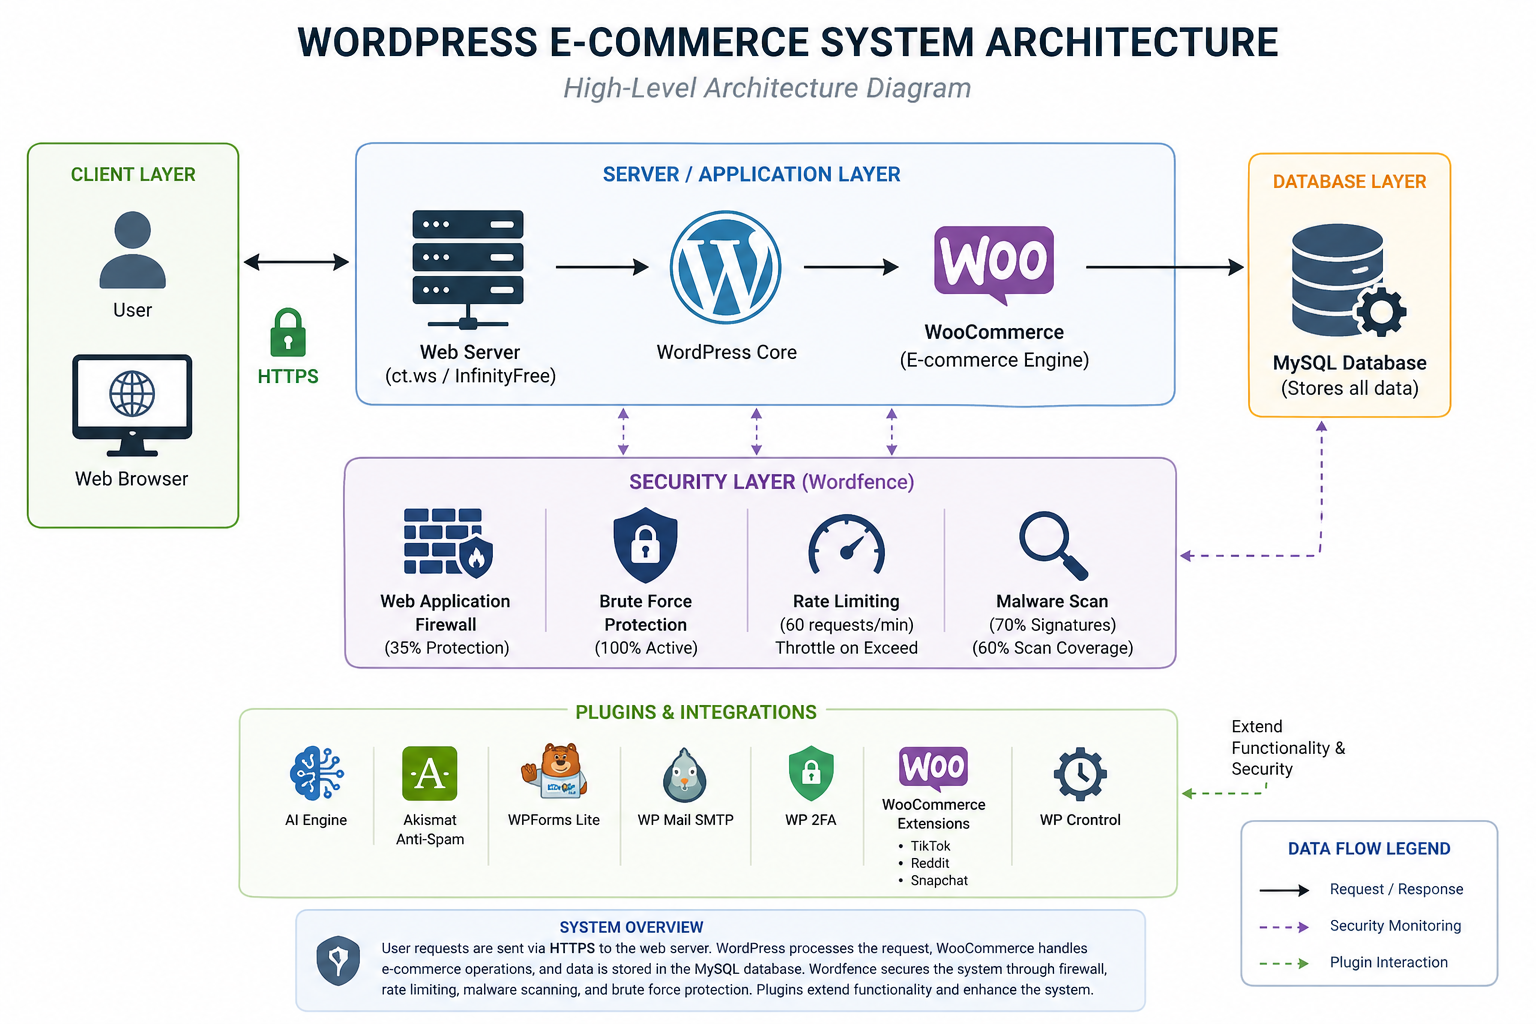 WORDPRESS E-COMMERCE SYSTEM ARCHITECTURE
High-Level Architecture Diagram
CLIENT LAYER
User
Web Browser
HTTPS
SERVER / APPLICATION LAYER
Web Server
(ct.ws / InfinityFree)
W
WordPress Core
WOO
WooCommerce
(E-commerce Engine)
DATABASE LAYER
MySQL Database
(Stores all data)
SECURITY LAYER (Wordfence)
Web Application
Firewall
(35% Protection)
Brute Force
Protection
(100% Active)
Rate Limiting
(60 requests/min)
Throttle on Exceed
Malware Scan
(70% Signatures)
(60% Scan Coverage)
PLUGINS & INTEGRATIONS
AI Engine
·A·
Akismat
Anti-Spam
WPForms Lite
WP Mail SMTP
WP 2FA
WOO
WooCommerce
Extensions
• TikTok
• Reddit
• Snapchat
WP Crontrol
Extend
Functionality &
Security
DATA FLOW LEGEND
Request / Response
Security Monitoring
Plugin Interaction
SYSTEM OVERVIEW
User requests are sent via HTTPS to the web server. WordPress processes the request, WooCommerce handles
e-commerce operations, and data is stored in the MySQL database. Wordfence secures the system through firewall,
rate limiting, malware scanning, and brute force protection. Plugins extend functionality and enhance the system.